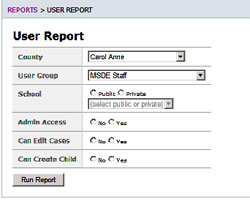 REPORTS > USER REPORT
User Report
County Carol Anne
User Group MSDE Staff
School Public Private
(select public or private)
Admin Access No Yes
Can Edit Cases No Yes
Can Create Child No Yes
Run Report